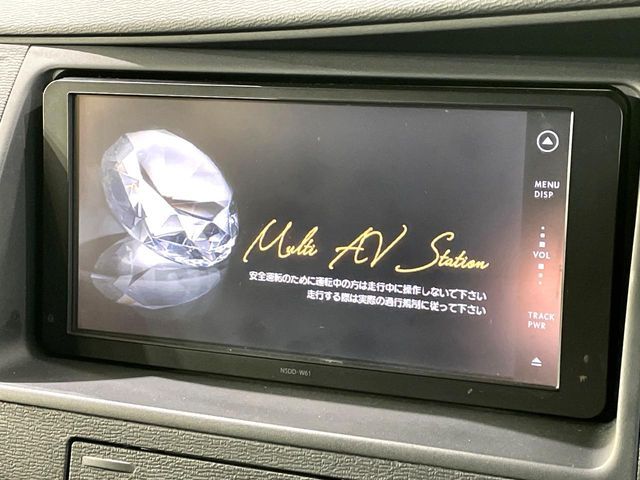 MENU
DISP
Multi AV Station
VOL
安全運転のために運転中の方は走行中に操作しないて下さい
走行する際は実際の通行規制に従って下さい
TRACK
PWR
NSDD-W61